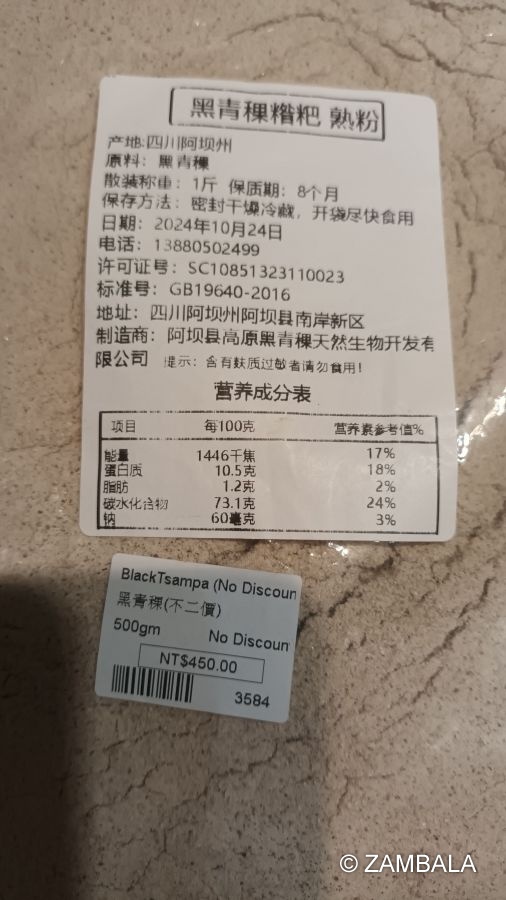 黑青稞糌粑 熟粉
产地:四川阿坝州
原料：黑青稞
散装称重：1斤 保质期：8个月
保存方法：密封干燥冷藏，开袋尽快食用
日期：2024年10月24日
电话：13880502499
许可证号：SC10851323110023
标准号：GB19640-2016
地址：四川阿坝州阿坝县南岸新区
制造商：阿坝县高原黑青稞天然生物开发有
限公司 提示：含有麸质过敏者请勿食用！
营养成分表
项目 每100克 营养素参考值%
能量 1446千焦 17%
蛋白质 10.5克 18%
脂肪 1.2克 2%
碳水化合物 73.1克 24%
钠 60毫克 3%
BlackTsampa (No Discoun
黑青稞(不二價)
500gm No Discoun
NT$450.00
3584
© ZAMBALA